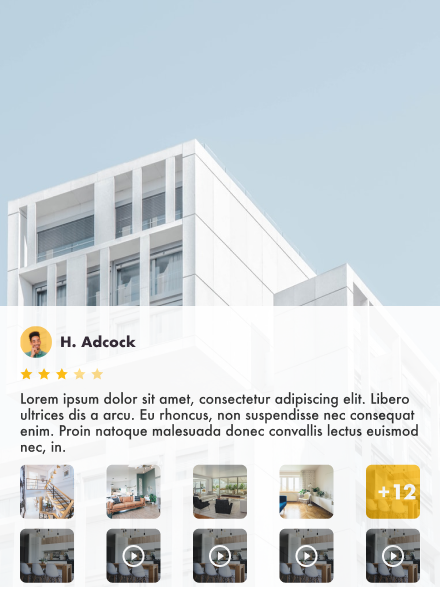 H. Adcock
Lorem ipsum dolor sit amet, consectetur adipiscing elit. Libero
ultrices dis a arcu. Eu rhoncus, non suspendisse nec consequat
enim. Proin natoque malesuada donec convallis lectus euismod
nec, in.
+12